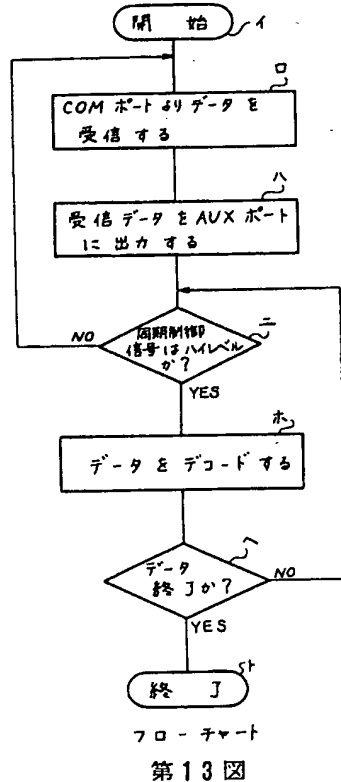 開始
イ
ロ
COMポートよりデータを
受信する
ハ
受信データをAUXポート
に出力する
ニ
同期制御
信号はハイレベル
か?
NO
YES
ホ
データをデコードする
ヘ
データ
終了か?
NO
YES
ト
終了
フローチャート
第13図